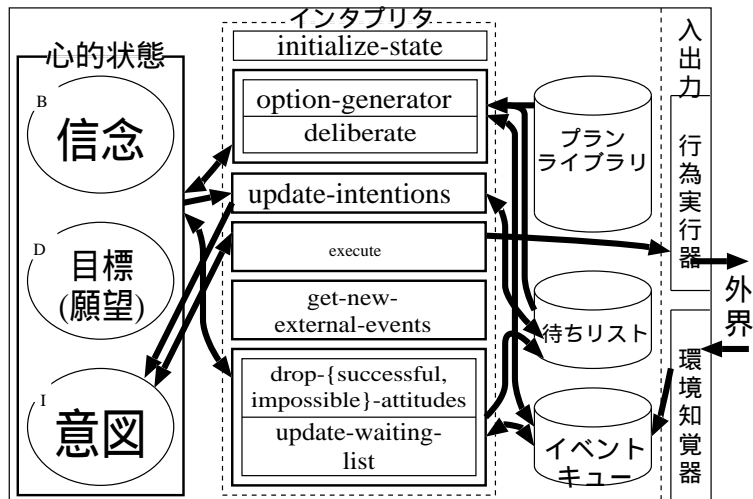 心的状態
B
信念
D
目標
(願望)
I
意図
インタプリタ
initialize-state
option-generator
deliberate
update-intentions
execute
get-new-
external-events
drop-{successful,
impossible}-attitudes
update-waiting-
list
プラン
ライブラリ
待ちリスト
イベント
キュー
入出力
行為実行器
環境知覚器
外界